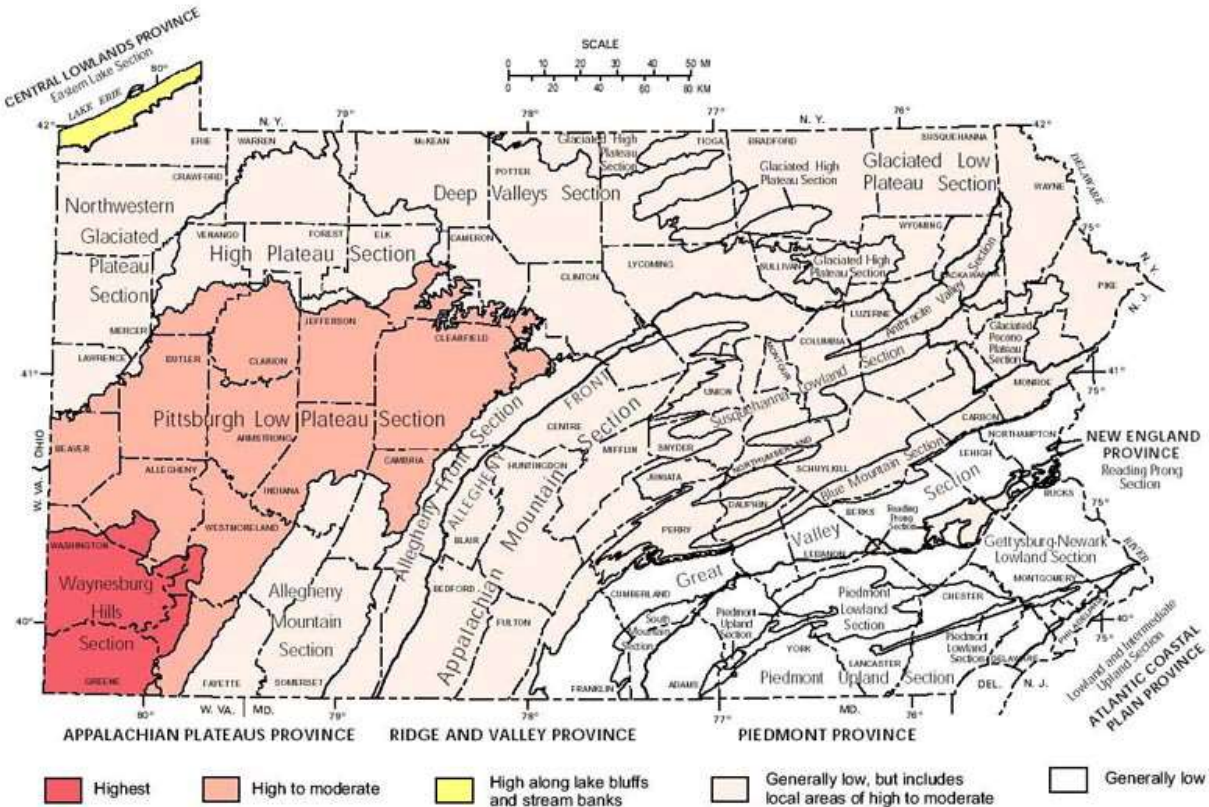 CENTRAL LOWLANDS PROVINCE
Eastern Lake Section
LAKE ERIE
SCALE
0 10 20 30 40 50 MI
0 20 40 60 80 KM
80°
79°
78°
77°
76°
42°
42°
N. Y.
N. Y.
ERIE
WARREN
McKEAN
POTTER
TIOGA
BRADFORD
SUSQUEHANNA
WAYNE
DELAWARE
CRAWFORD
Glaciated High
Plateau
Section
Glaciated High
Plateau Section
Glaciated Low
Plateau Section
Deep Valleys Section
Northwestern
Glaciated
Plateau
Section
VENANGO
FOREST
ELK
High Plateau Section
CAMERON
CLINTON
LYCOMING
SULLIVAN
WYOMING
Glaciated High
Plateau Section
75°
N. Y.
N. J.
PIKE
Anthracite Valley Section
LUZERNE
COLUMBIA
Glaciated
Pocono
Plateau
Section
MERCER
LAWRENCE
JEFFERSON
CLEARFIELD
BUTLER
CLARION
41°
41°
75°
MONROE
MONTOUR
UNION
Susquehanna Lowland Section
CENTRE
CARBON
Pittsburgh Low Plateau Section
FRONT
ALLEGHENY
Allegheny Front Section
Appalachian Mountain Section
MIFFLIN
SNYDER
NORTHUMBERLAND
SCHUYLKILL
Blue Mountain Section
NORTHAMPTON
LEHIGH
NEW ENGLAND
PROVINCE
Reading Prong
Section
OHIO
W. VA.
BEAVER
ARMSTRONG
ALLEGHENY
INDIANA
CAMBRIA
HUNTINGDON
JUNIATA
DAUPHIN
BERKS
Reading
Prong
Section
BUCKS
75°
WASHINGTON
WESTMORELAND
BLAIR
PERRY
LEBANON
Great Valley Section
Gettysburg-Newark
Lowland Section
RIVER
MONTGOMERY
Waynesburg
Hills
Section
Allegheny
Mountain
Section
BEDFORD
FULTON
CUMBERLAND
South
Mountain
Section
Piedmont
Upland
Section
Piedmont
Lowland
Section
CHESTER
PHILADELPHIA
40°
40°
75°
Piedmont
Lowland
Section
DELAWARE
YORK
LANCASTER
Piedmont Upland Section
GREENE
FAYETTE
SOMERSET
FRANKLIN
ADAMS
DEL.
N. J.
Lowland and Intermediate
Upland Section
ATLANTIC COASTAL
PLAIN PROVINCE
W. VA.
MD.
MD.
80°
79°
78°
77°
76°
APPALACHIAN PLATEAUS PROVINCE
RIDGE AND VALLEY PROVINCE
PIEDMONT PROVINCE
Highest
High to moderate
High along lake bluffs
and stream banks
Generally low, but includes
local areas of high to moderate
Generally low